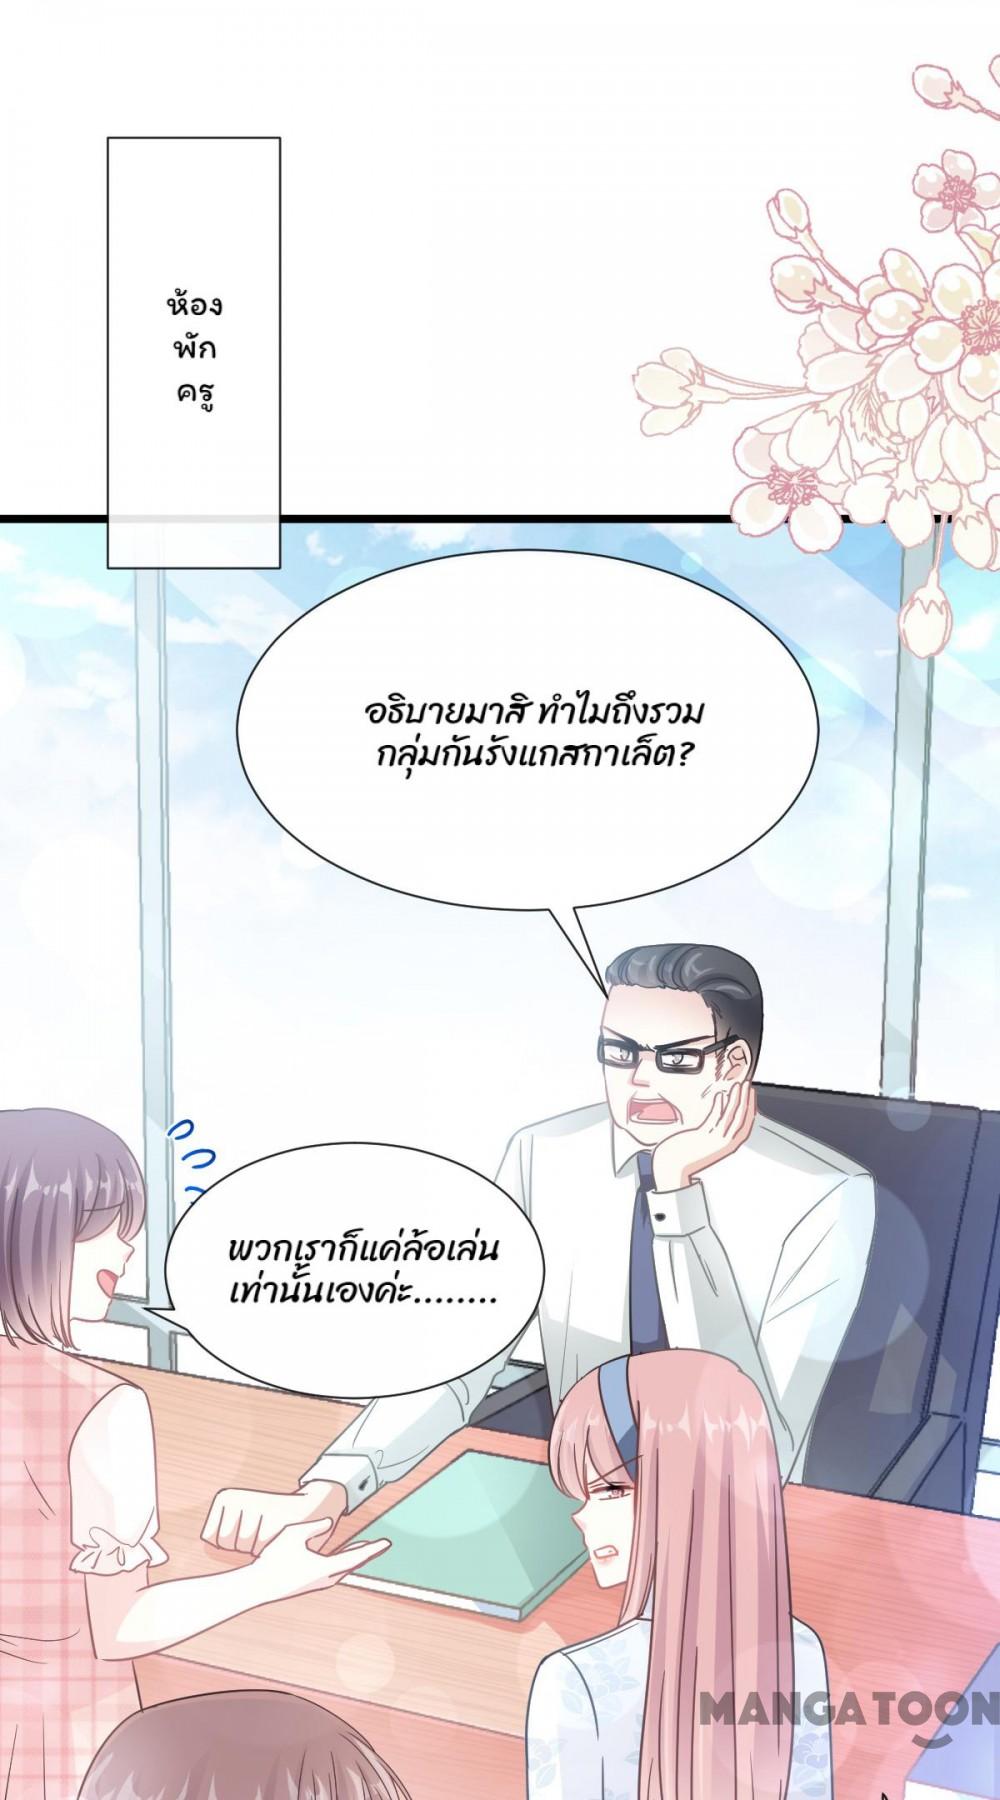 ห้อง
พัก
ครู
อธิบายมาสิ ทำไมถึงรวม
กลุ่มกันรังแกสกาเล็ต?
พวกเราก็แค่ล้อเล่น
เท่านั้นเองค่ะ........
MANGATOON